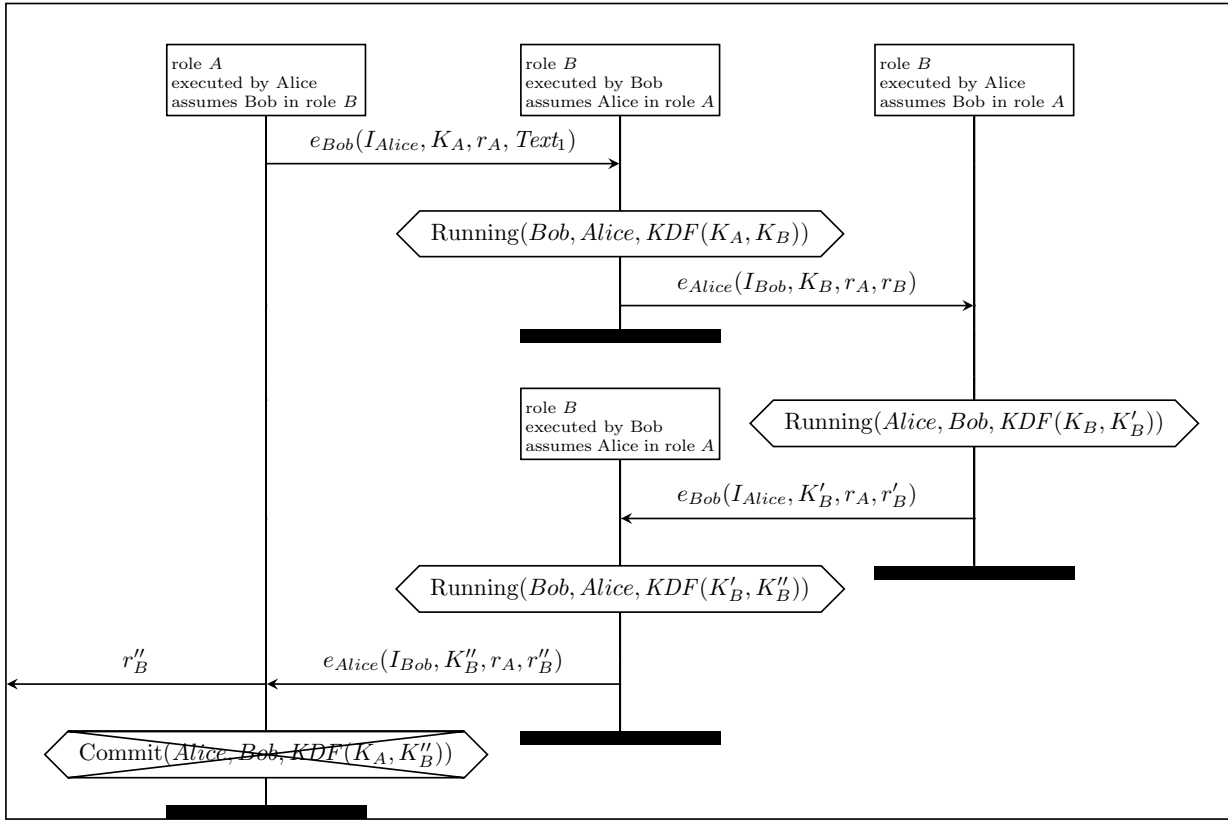 role A
executed by Alice
assumes Bob in role B
role B
executed by Bob
assumes Alice in role A
role B
executed by Alice
assumes Bob in role A
e_Bob(I_Alice, K_A, r_A, Text_1)
Running(Bob, Alice, KDF(K_A, K_B))
e_Alice(I_Bob, K_B, r_A, r_B)
role B
executed by Bob
assumes Alice in role A
Running(Alice, Bob, KDF(K_B, K'_B))
e_Bob(I_Alice, K'_B, r_A, r'_B)
Running(Bob, Alice, KDF(K'_B, K''_B))
r''_B
e_Alice(I_Bob, K''_B, r_A, r''_B)
Commit(Alice, Bob, KDF(K_A, K''_B))